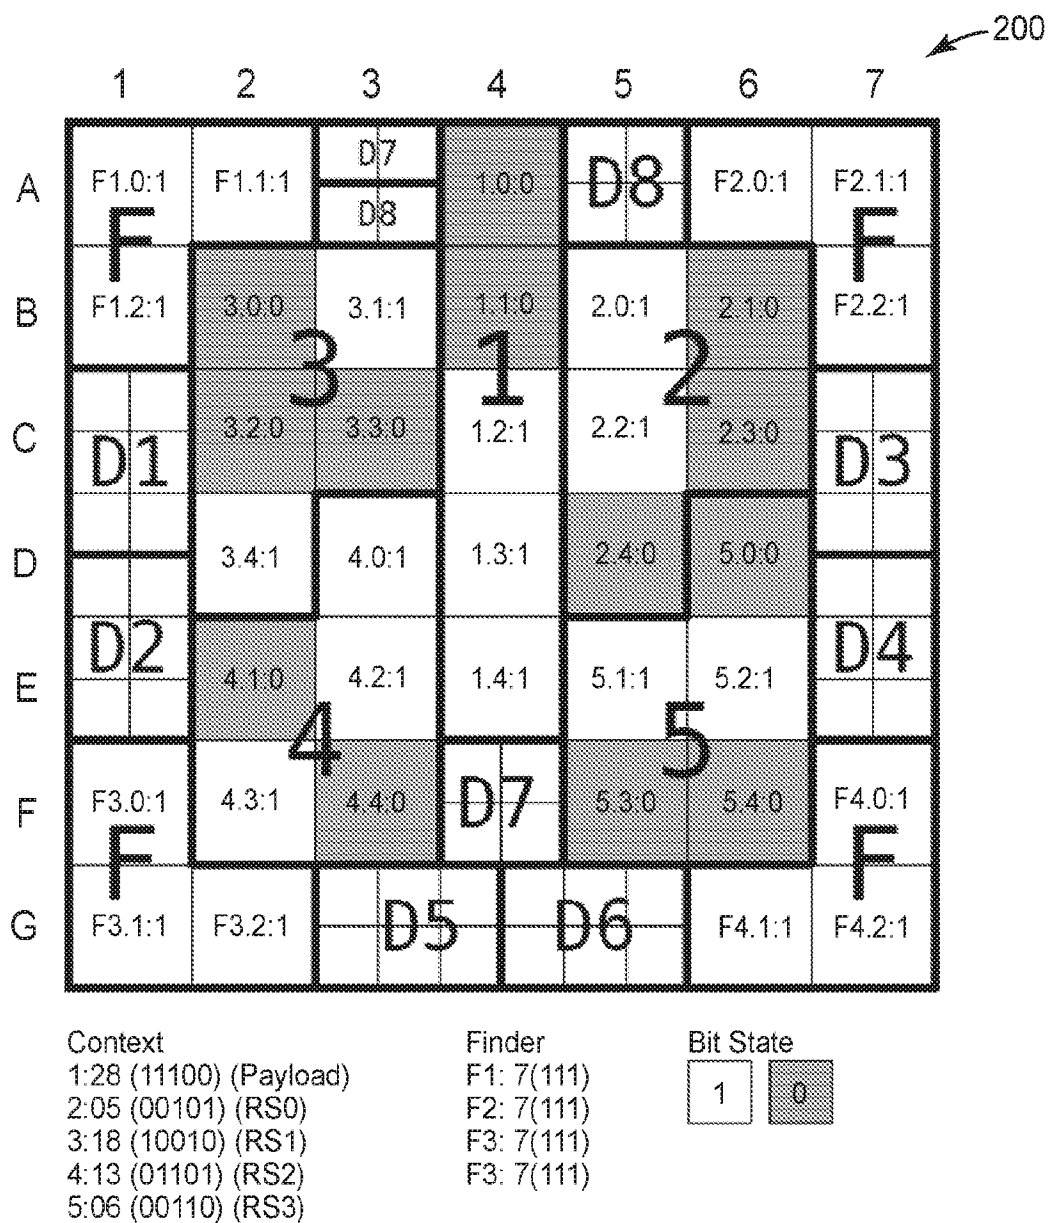 200
1 2 3 4 5 6 7
A F1.0:1 F1.1:1 D7 1.0:0 D8 F2.0:1 F2.1:1
D8
F F
B F1.2:1 3.0:0 3.1:1 1.1:0 2.0:1 2.1:0 F2.2:1
3 1 2
C 3.2:0 3.3:0 1.2:1 2.2:1 2.3:0
D1 D3
D 3.4:1 4.0:1 1.3:1 2.4:0 5.0:0
D2 D4
E 4.1:0 4.2:1 1.4:1 5.1:1 5.2:1
4 5
F F3.0:1 4.3:1 4.4:0 D7 5.3:0 5.4:0 F4.0:1
F F
G F3.1:1 F3.2:1 D5 D6 F4.1:1 F4.2:1
Context
1:28 (11100) (Payload)
2:05 (00101) (RS0)
3:18 (10010) (RS1)
4:13 (01101) (RS2)
5:06 (00110) (RS3)
Finder
F1: 7(111)
F2: 7(111)
F3: 7(111)
F3: 7(111)
Bit State
1 0